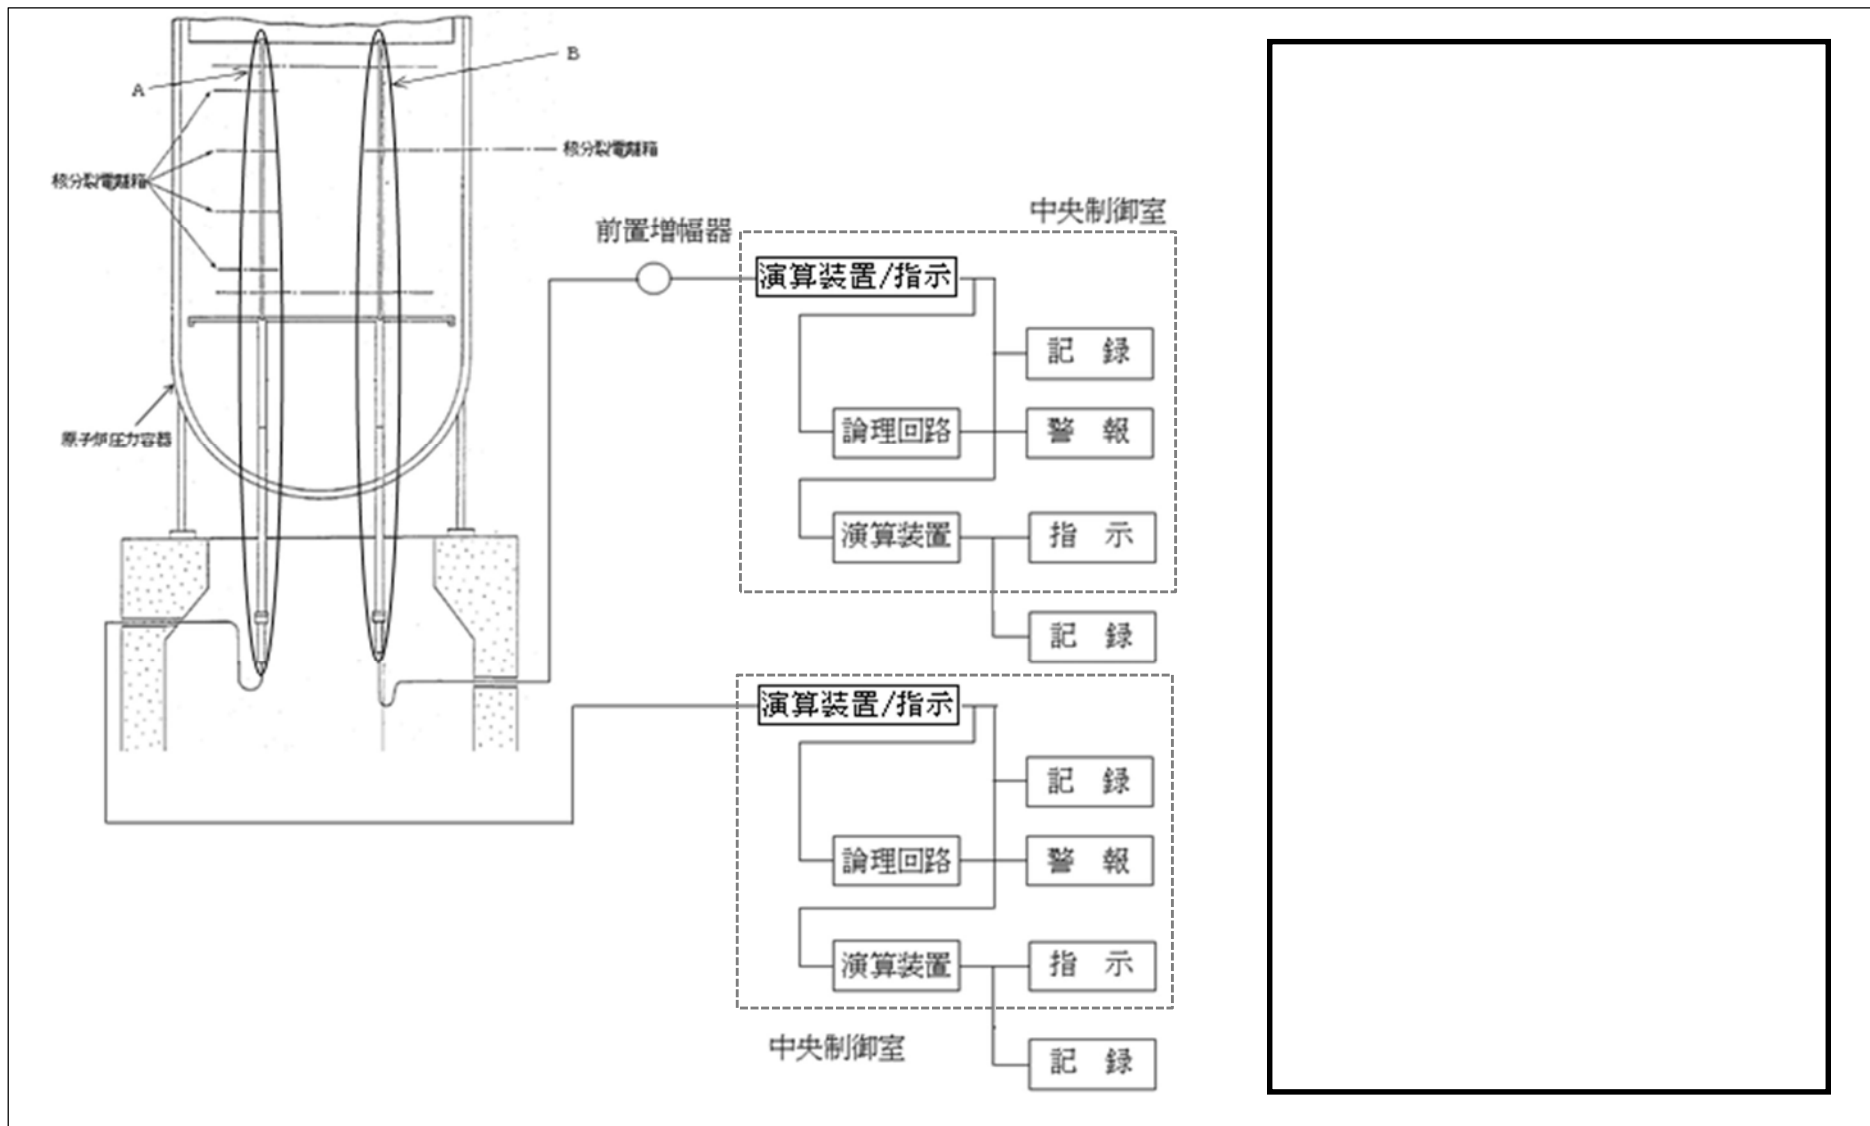 B
A
核分裂電離箱
核分裂電離箱
原子炉圧力容器
前置増幅器
中央制御室
演算装置/指示
記 録
論理回路
警 報
演算装置
指 示
記 録
演算装置/指示
記 録
論理回路
警 報
演算装置
指 示
中央制御室
記 録